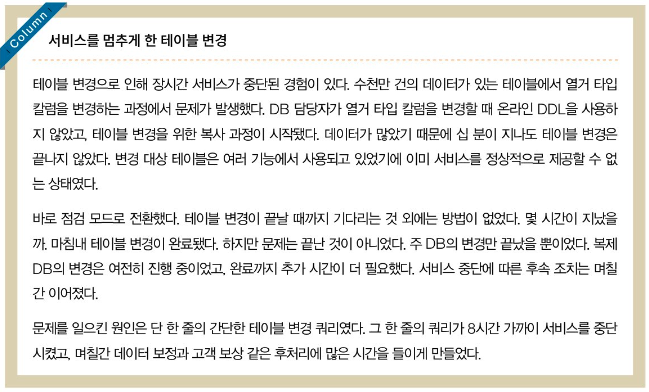 Column
서비스를 멈추게 한 테이블 변경
테이블 변경으로 인해 장시간 서비스가 중단된 경험이 있다. 수천만 건의 데이터가 있는 테이블에서 열거 타입
칼럼을 변경하는 과정에서 문제가 발생했다. DB 담당자가 열거 타입 칼럼을 변경할 때 온라인 DDL을 사용하
지 않았고, 테이블 변경을 위한 복사 과정이 시작됐다. 데이터가 많았기 때문에 십 분이 지나도 테이블 변경은
끝나지 않았다. 변경 대상 테이블은 여러 기능에서 사용되고 있었기에 이미 서비스를 정상적으로 제공할 수 없
는 상태였다.
바로 점검 모드로 전환했다. 테이블 변경이 끝날 때까지 기다리는 것 외에는 방법이 없었다. 몇 시간이 지났을
까. 마침내 테이블 변경이 완료됐다. 하지만 문제는 끝난 것이 아니었다. 주 DB의 변경만 끝났을 뿐이었다. 복제
DB의 변경은 여전히 진행 중이었고, 완료까지 추가 시간이 더 필요했다. 서비스 중단에 따른 후속 조치는 며칠
간 이어졌다.
문제를 일으킨 원인은 단 한 줄의 간단한 테이블 변경 쿼리였다. 그 한 줄의 쿼리가 8시간 가까이 서비스를 중단
시켰고, 며칠간 데이터 보정과 고객 보상 같은 후처리에 많은 시간을 들이게 만들었다.